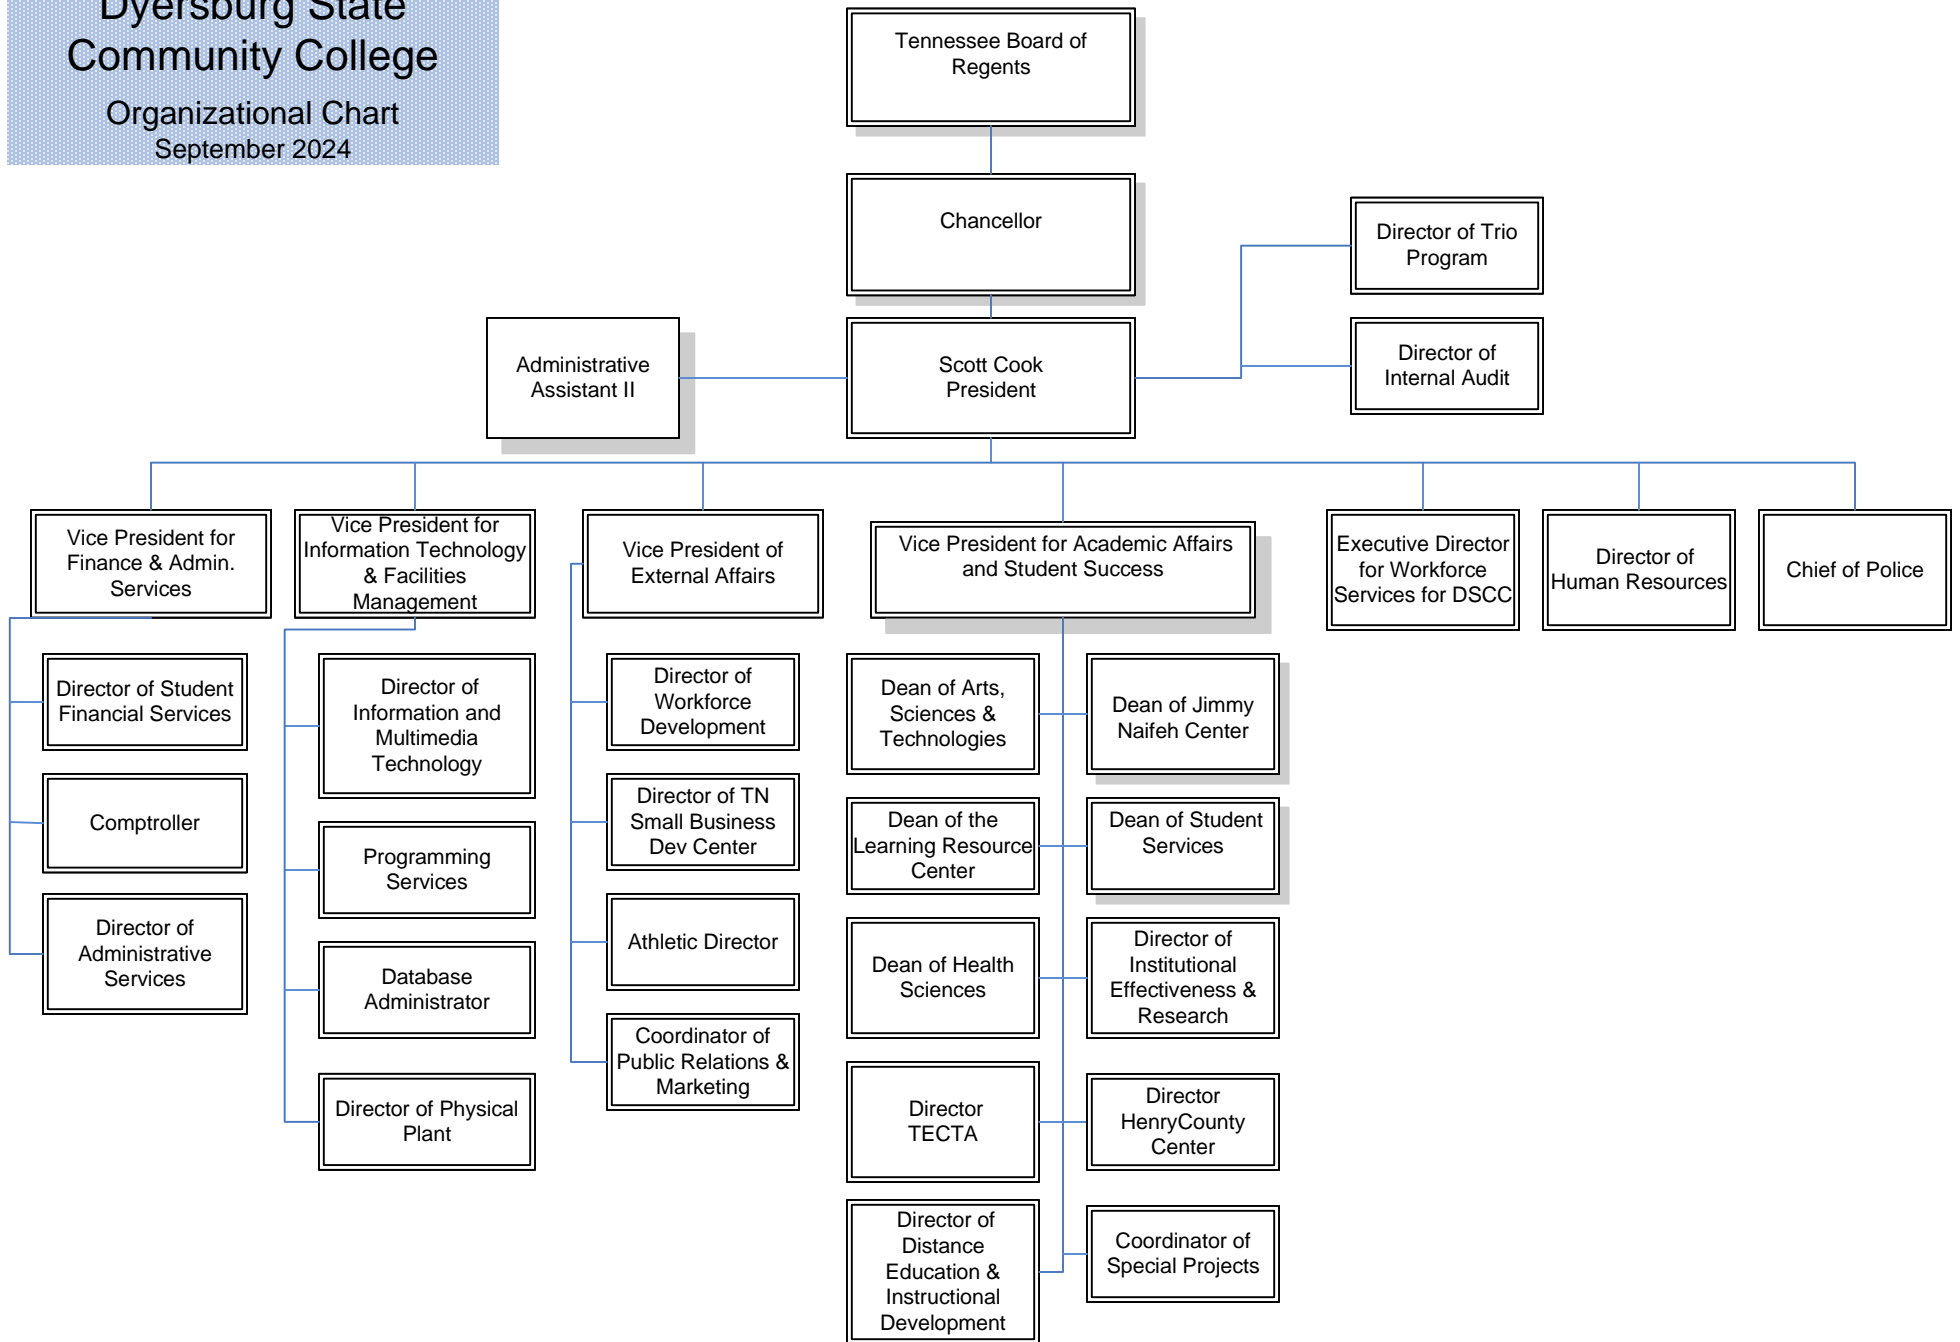 Dyersburg State
Community College
Organizational Chart
September 2024
Tennessee Board of
Regents
Chancellor
Director of Trio
Program
Administrative
Assistant II
Scott Cook
President
Director of
Internal Audit
Vice President for
Finance & Admin.
Services
Vice President for
Information Technology
& Facilities
Management
Vice President of
External Affairs
Vice President for Academic Affairs
and Student Success
Executive Director
for Workforce
Services for DSCC
Director of
Human Resources
Chief of Police
Director of Student
Financial Services
Comptroller
Director of
Administrative
Services
Director of
Information and
Multimedia
Technology
Programming
Services
Database
Administrator
Director of Physical
Plant
Director of
Workforce
Development
Director of TN
Small Business
Dev Center
Athletic Director
Coordinator of
Public Relations &
Marketing
Dean of Arts,
Sciences &
Technologies
Dean of Jimmy
Naifeh Center
Dean of the
Learning Resource
Center
Dean of Student
Services
Dean of Health
Sciences
Director of
Institutional
Effectiveness &
Research
Director
TECTA
Director
HenryCounty
Center
Director of
Distance
Education &
Instructional
Development
Coordinator of
Special Projects